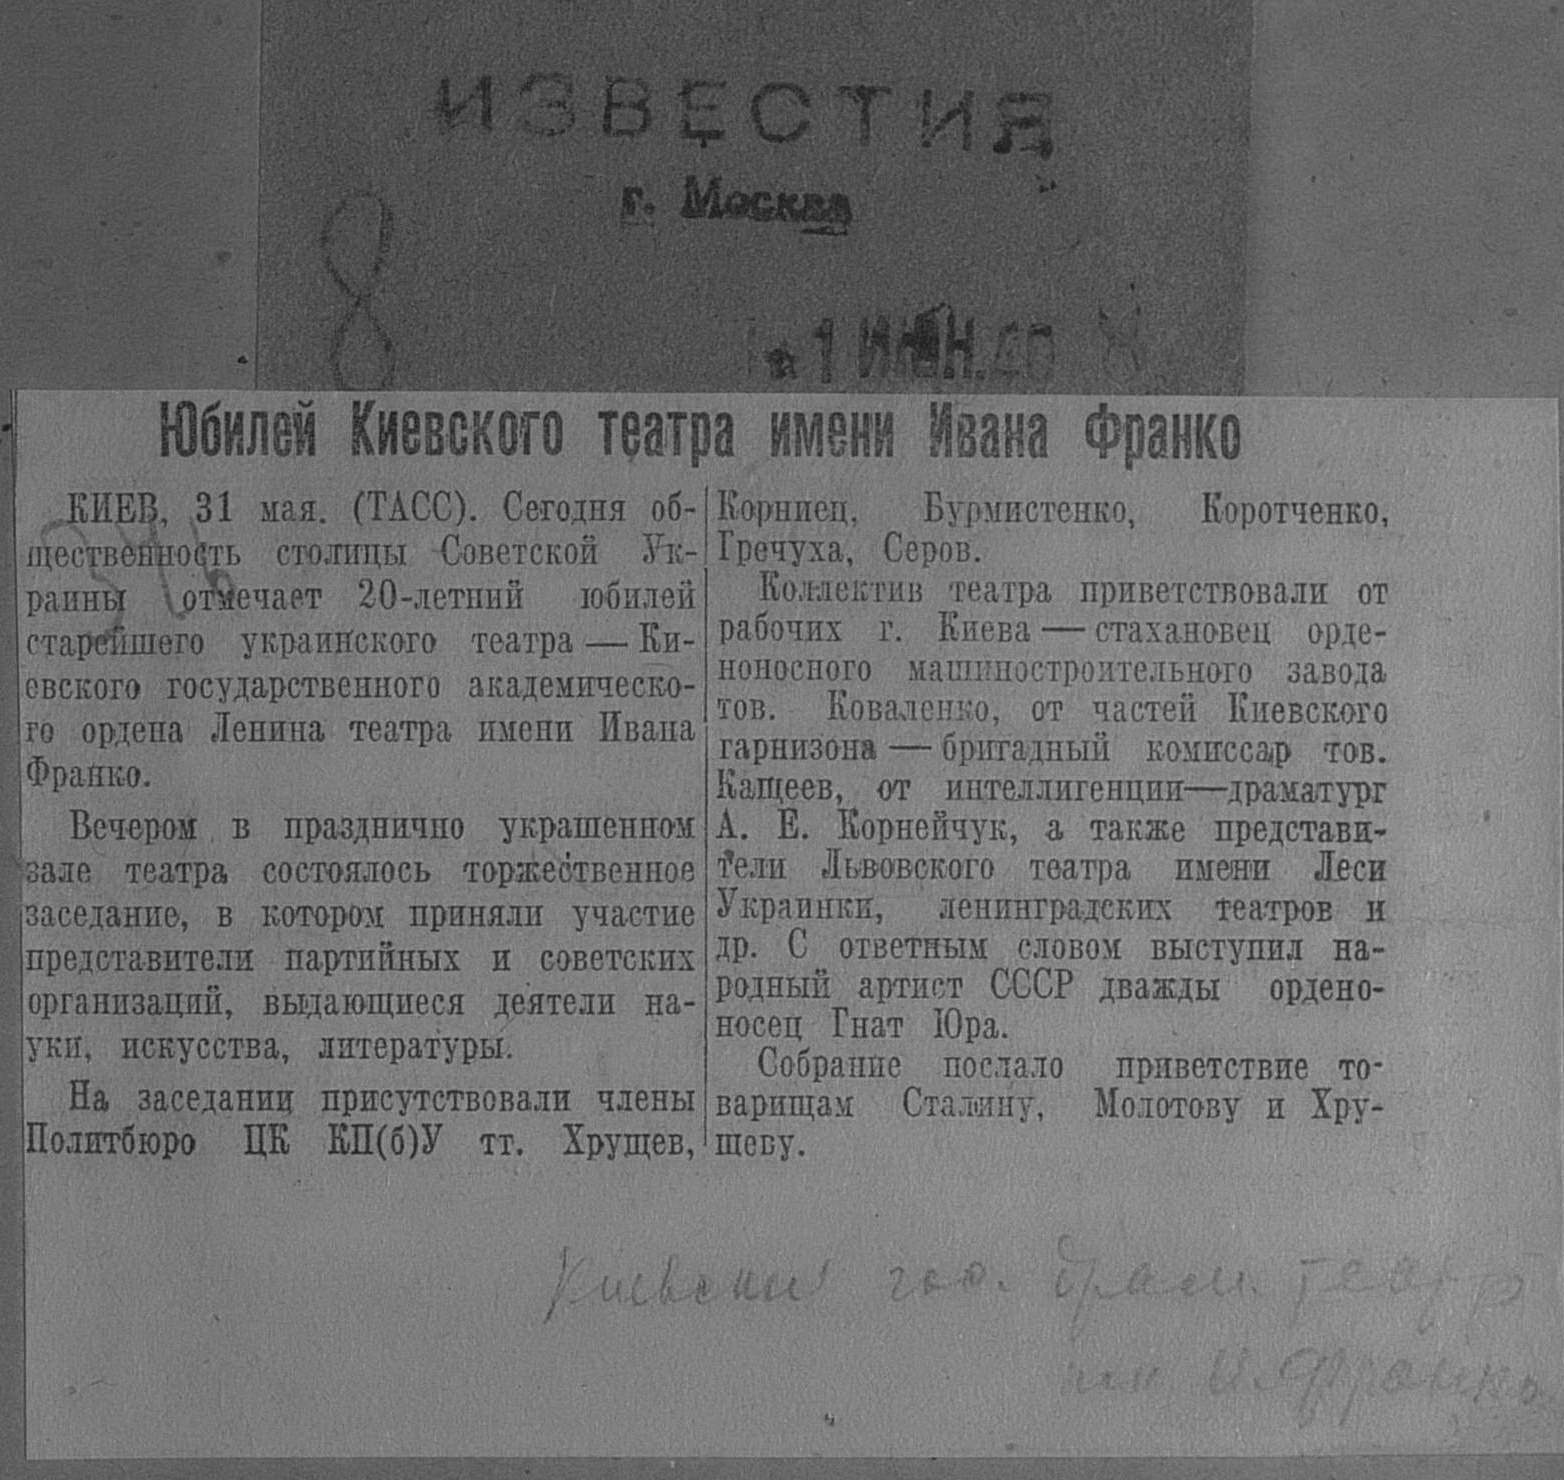 ИЗВЕСТИЯ
г. Москва
8
1 ИЮН.40
Юбилей Киевского театра имени Ивана Франко
КИЕВ, 31 мая. (ТАСС). Сегодня об-
щественность столицы Советской Ук-
раины отмечает 20-летний юбилей
старейшего украинского театра — Ки-
евского государственного академическо-
го ордена Ленина театра имени Ивана
Франко.
Вечером в празднично украшенном
зале театра состоялось торжественное
заседание, в котором приняли участие
представители партийных и советских
организаций, выдающиеся деятели на-
уки, искусства, литературы.
На заседании присутствовали члены
Политбюро ЦК КП(б)У тт. Хрущев,
Корниец, Бурмистенко, Коротченко,
Гречуха, Серов.
Коллектив театра приветствовали от
рабочих г. Киева — стахановец орде-
ноносного машиностроительного завода
тов. Коваленко, от частей Киевского
гарнизона — бригадный комиссар тов.
Кащеев, от интеллигенции—драматург
А. Е. Корнейчук, а также представи-
тели Львовского театра имени Леси
Украинки, ленинградских театров и
др. С ответным словом выступил на-
родный артист СССР дважды ордено-
носец Гнат Юра.
Собрание послало приветствие то-
варищам Сталину, Молотову и Хру-
щеву.
Киевский гос. драм. театр
им. И. Франко